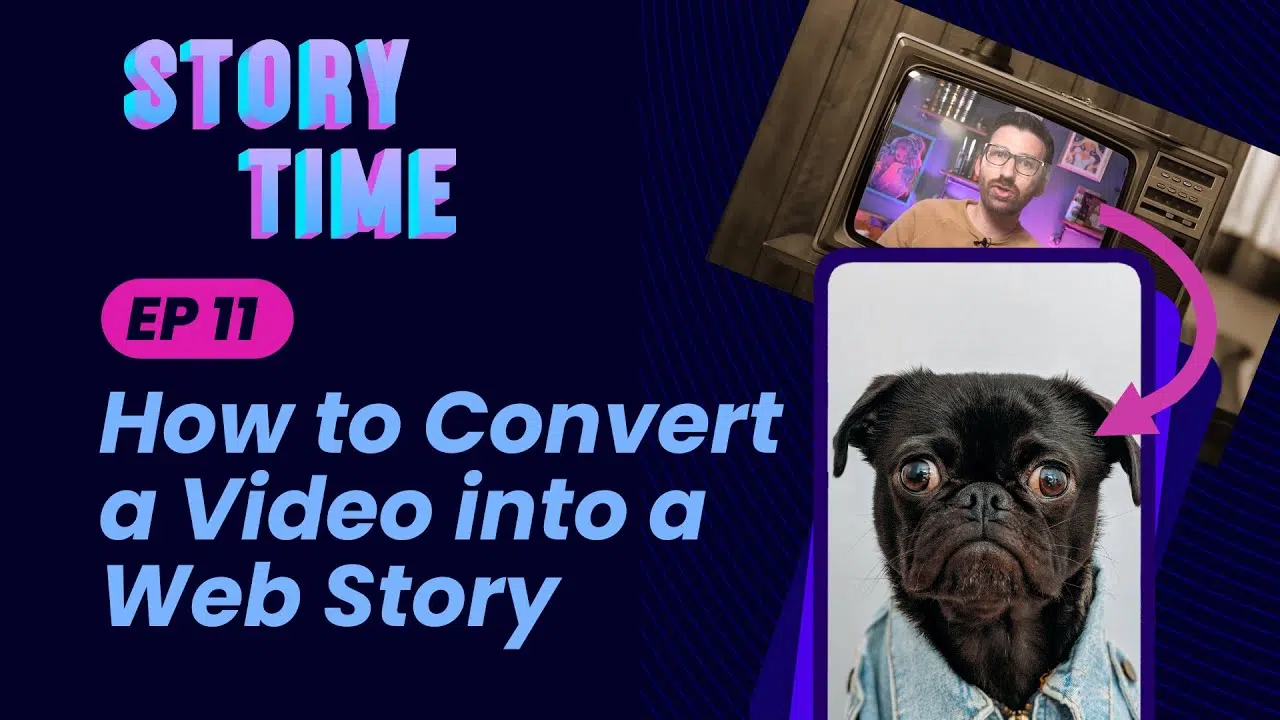 STORY
TIME
EP 11
How to Convert
a Video into a
Web Story